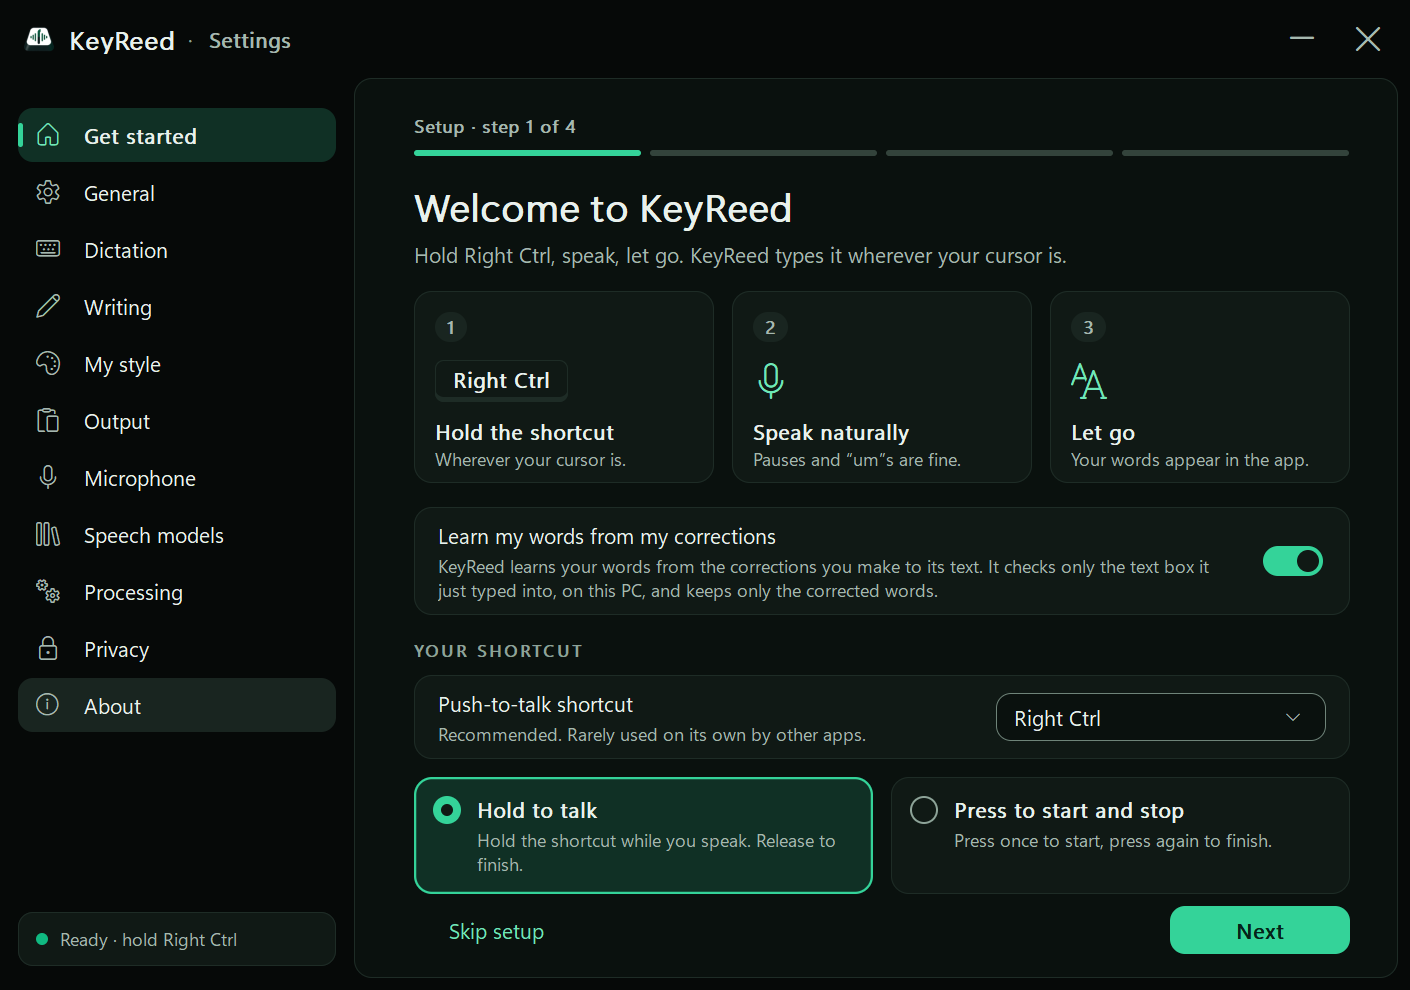 KeyReed · Settings
Get started
General
Dictation
Writing
My style
Output
Microphone
Speech models
Processing
Privacy
About
Ready · hold Right Ctrl
Setup · step 1 of 4
Welcome to KeyReed
Hold Right Ctrl, speak, let go. KeyReed types it wherever your cursor is.
1
Right Ctrl
Hold the shortcut
Wherever your cursor is.
2
Speak naturally
Pauses and “um”s are fine.
3
Let go
Your words appear in the app.
Learn my words from my corrections
KeyReed learns your words from the corrections you make to its text. It checks only the text box it
just typed into, on this PC, and keeps only the corrected words.
YOUR SHORTCUT
Push-to-talk shortcut
Recommended. Rarely used on its own by other apps.
Right Ctrl
Hold to talk
Hold the shortcut while you speak. Release to
finish.
Press to start and stop
Press once to start, press again to finish.
Skip setup
Next